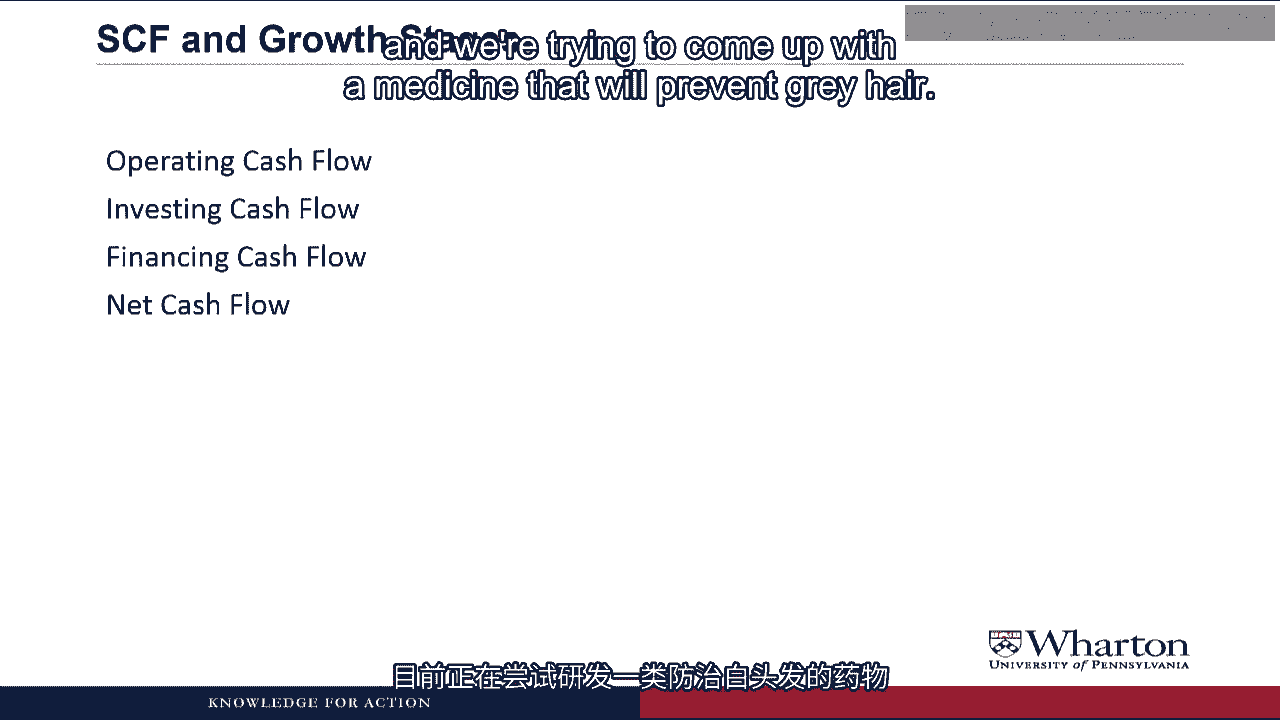 SCF and Growth Stages
and we're trying to come up with
a medicine that will prevent grey hair.
Operating Cash Flow
Investing Cash Flow
Financing Cash Flow
Net Cash Flow
Wharton
UNIVERSITY of PENNSYLVANIA
目前正在尝试研发一类防治白头发的药物
KNOWLEDGE FOR ACTION